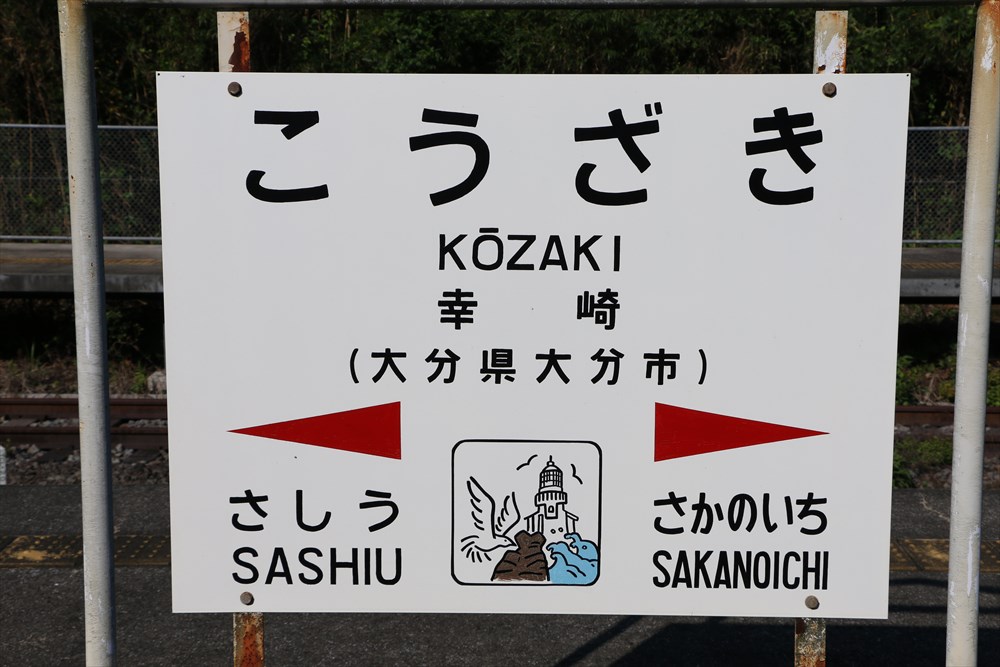 こうざき
KŌZAKI
幸崎
(大分県大分市)
さしう
SASHIU
さかのいち
SAKANOICHI